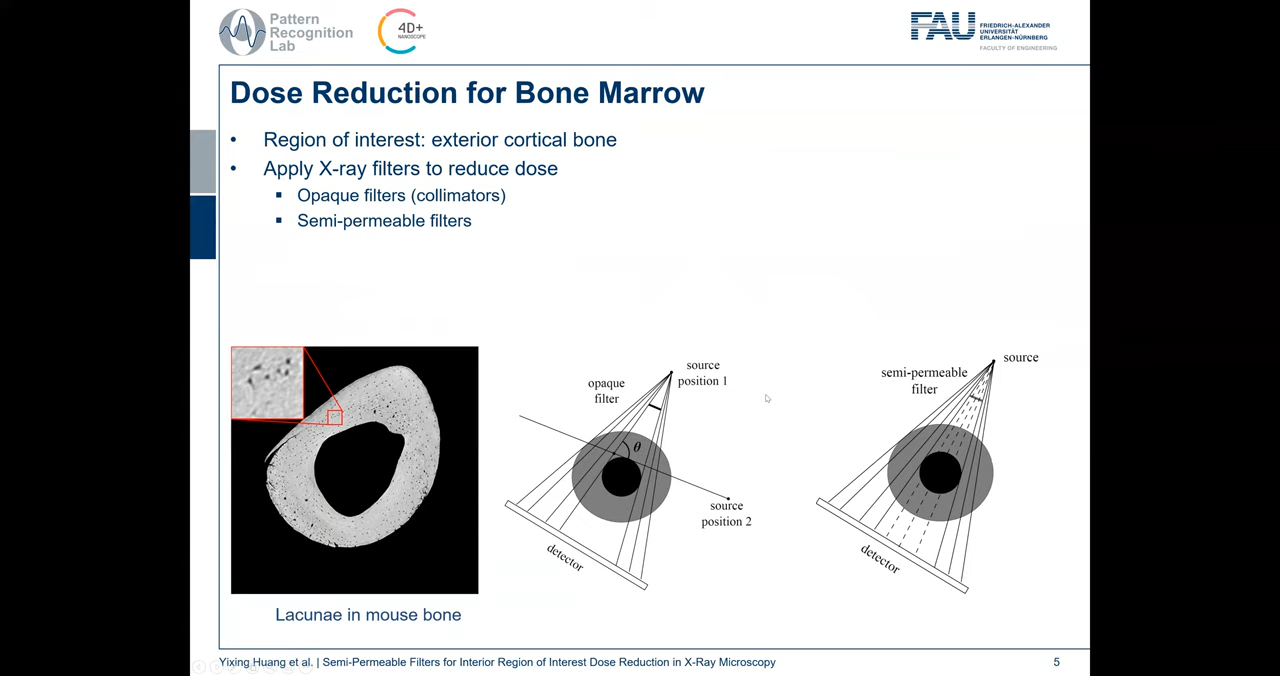 Pattern
Recognition
Lab
4D+
NANOSCOPE
FAU
FRIEDRICH-ALEXANDER
UNIVERSITÄT
ERLANGEN-NÜRNBERG
FACULTY OF ENGINEERING
Dose Reduction for Bone Marrow
• Region of interest: exterior cortical bone
• Apply X-ray filters to reduce dose
▪ Opaque filters (collimators)
▪ Semi-permeable filters
Lacunae in mouse bone
opaque
filter
source
position 1
θ
source
position 2
detector
semi-permeable
filter
source
detector
Yixing Huang et al. | Semi-Permeable Filters for Interior Region of Interest Dose Reduction in X-Ray Microscopy
5